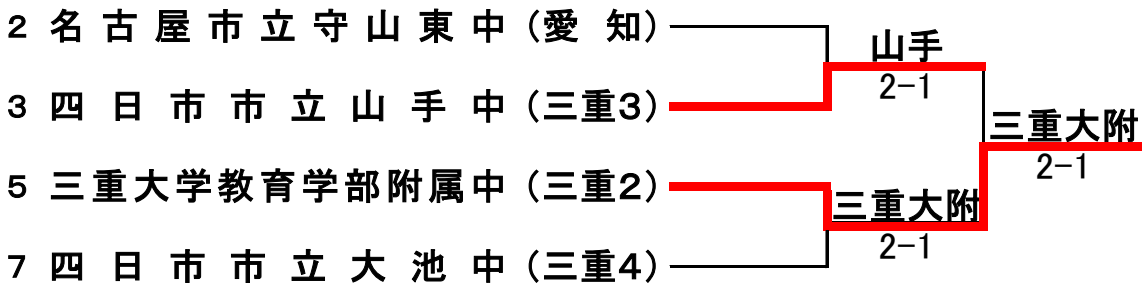 2 名古屋市立守山東中（愛知）
山手
2-1
3 四日市市立山手中（三重3）
三重大附
2-1
5 三重大学教育学部附属中（三重2）
三重大附
2-1
7 四日市市立大池中（三重4）